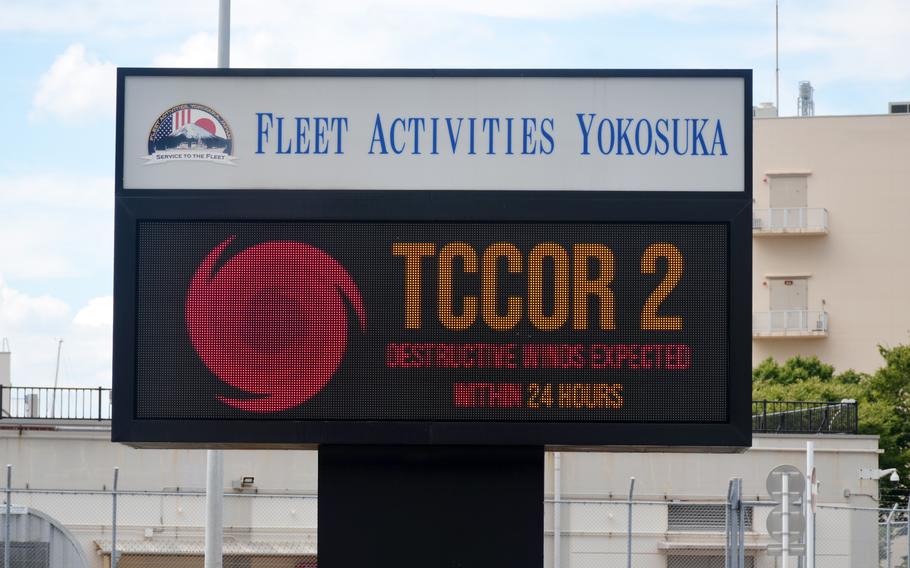 FLEET ACTIVITIES YOKOSUKA
SERVICE TO THE FLEET
TCCOR 2
DESTRUCTIVE WINDS EXPECTED
WITHIN 24 HOURS